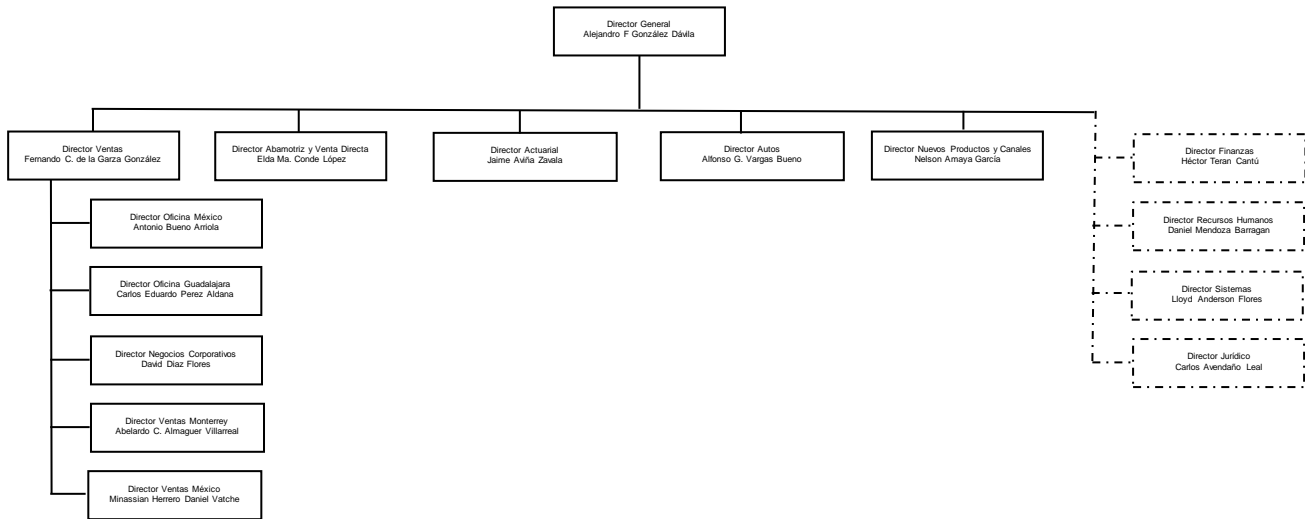 Director General
Alejandro F González Dávila
Director Ventas
Fernando C. de la Garza González
Director Abamotriz y Venta Directa
Elda Ma. Conde López
Director Actuarial
Jaime Aviña Zavala
Director Autos
Alfonso G. Vargas Bueno
Director Nuevos Productos y Canales
Nelson Amaya García
Director Finanzas
Héctor Teran Cantú
Director Recursos Humanos
Daniel Mendoza Barragan
Director Sistemas
Lloyd Anderson Flores
Director Jurídico
Carlos Avendaño Leal
Director Oficina México
Antonio Bueno Arriola
Director Oficina Guadalajara
Carlos Eduardo Perez Aldana
Director Negocios Corporativos
David Diaz Flores
Director Ventas Monterrey
Abelardo C. Almaguer Villarreal
Director Ventas México
Minassian Herrero Daniel Vatche